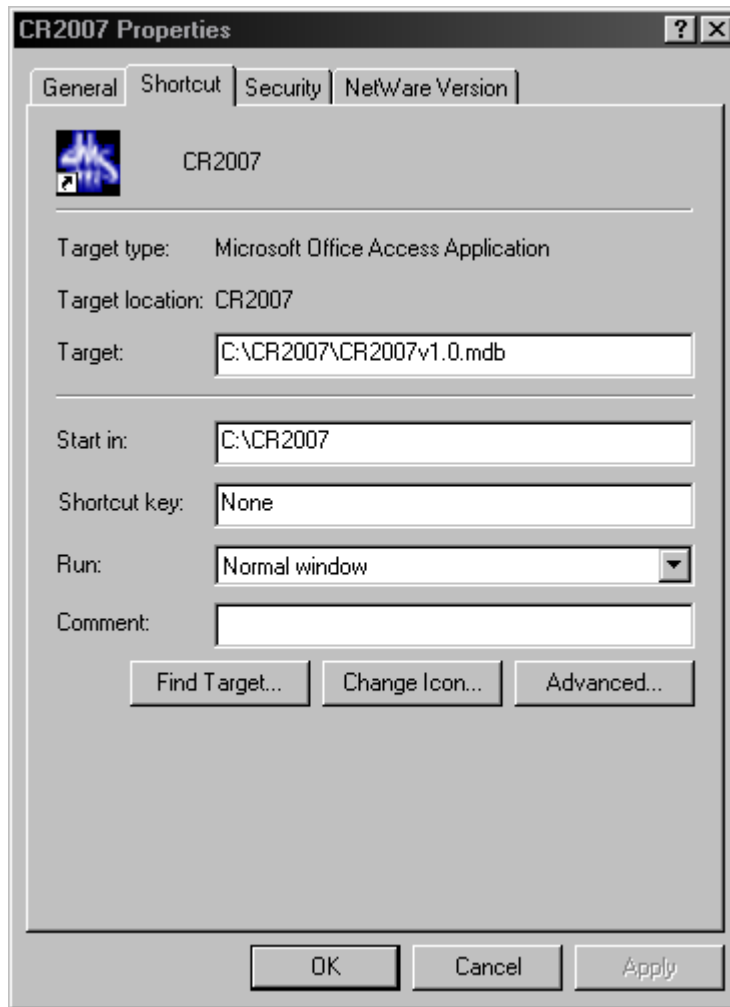 CR2007 Properties
General Shortcut Security NetWare Version
CR2007
Target type: Microsoft Office Access Application
Target location: CR2007
Target: C:\CR2007\CR2007v1.0.mdb
Start in: C:\CR2007
Shortcut key: None
Run: Normal window
Comment:
Find Target... Change Icon... Advanced...
OK Cancel Apply